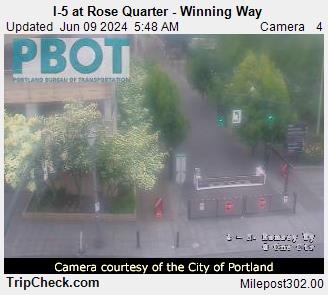 I-5 at Rose Quarter - Winning Way
Updated Jun 09 2024 5:48 AM Camera 4
PBOT
PORTLAND BUREAU OF TRANSPORTATION
Camera courtesy of the City of Portland
TripCheck.com Milepost302.00